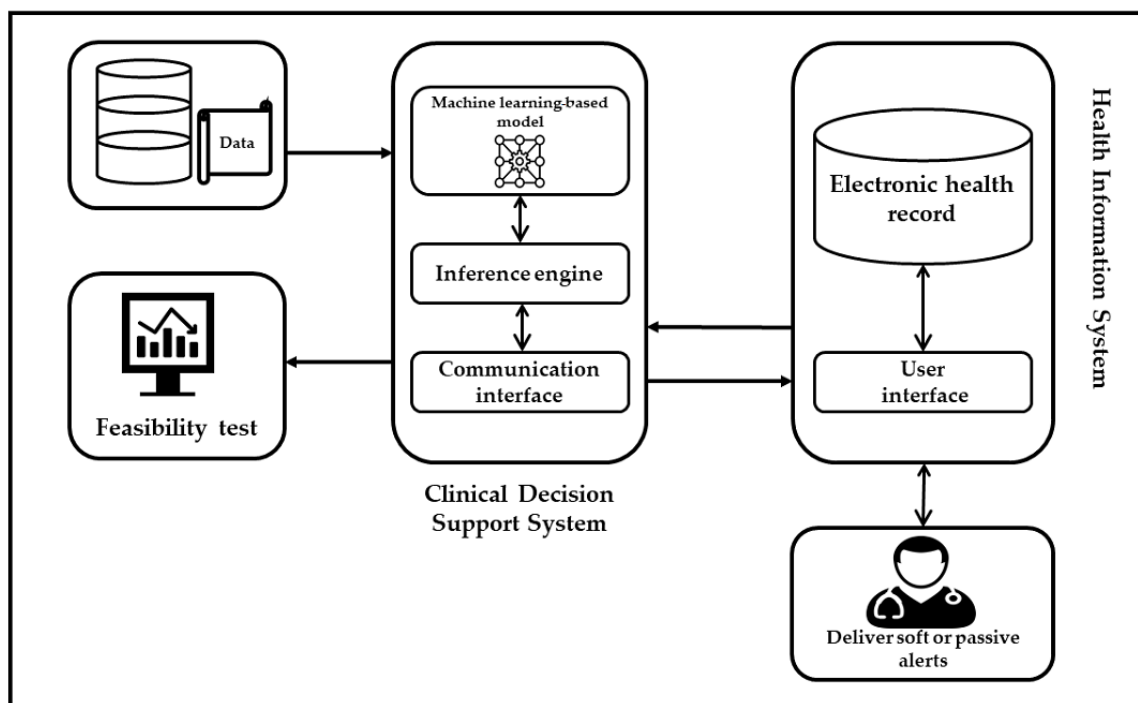 Data
Machine learning-based
model
Inference engine
Communication
interface
Clinical Decision
Support System
Feasibility test
Electronic health
record
User
interface
Health Information System
Deliver soft or passive
alerts